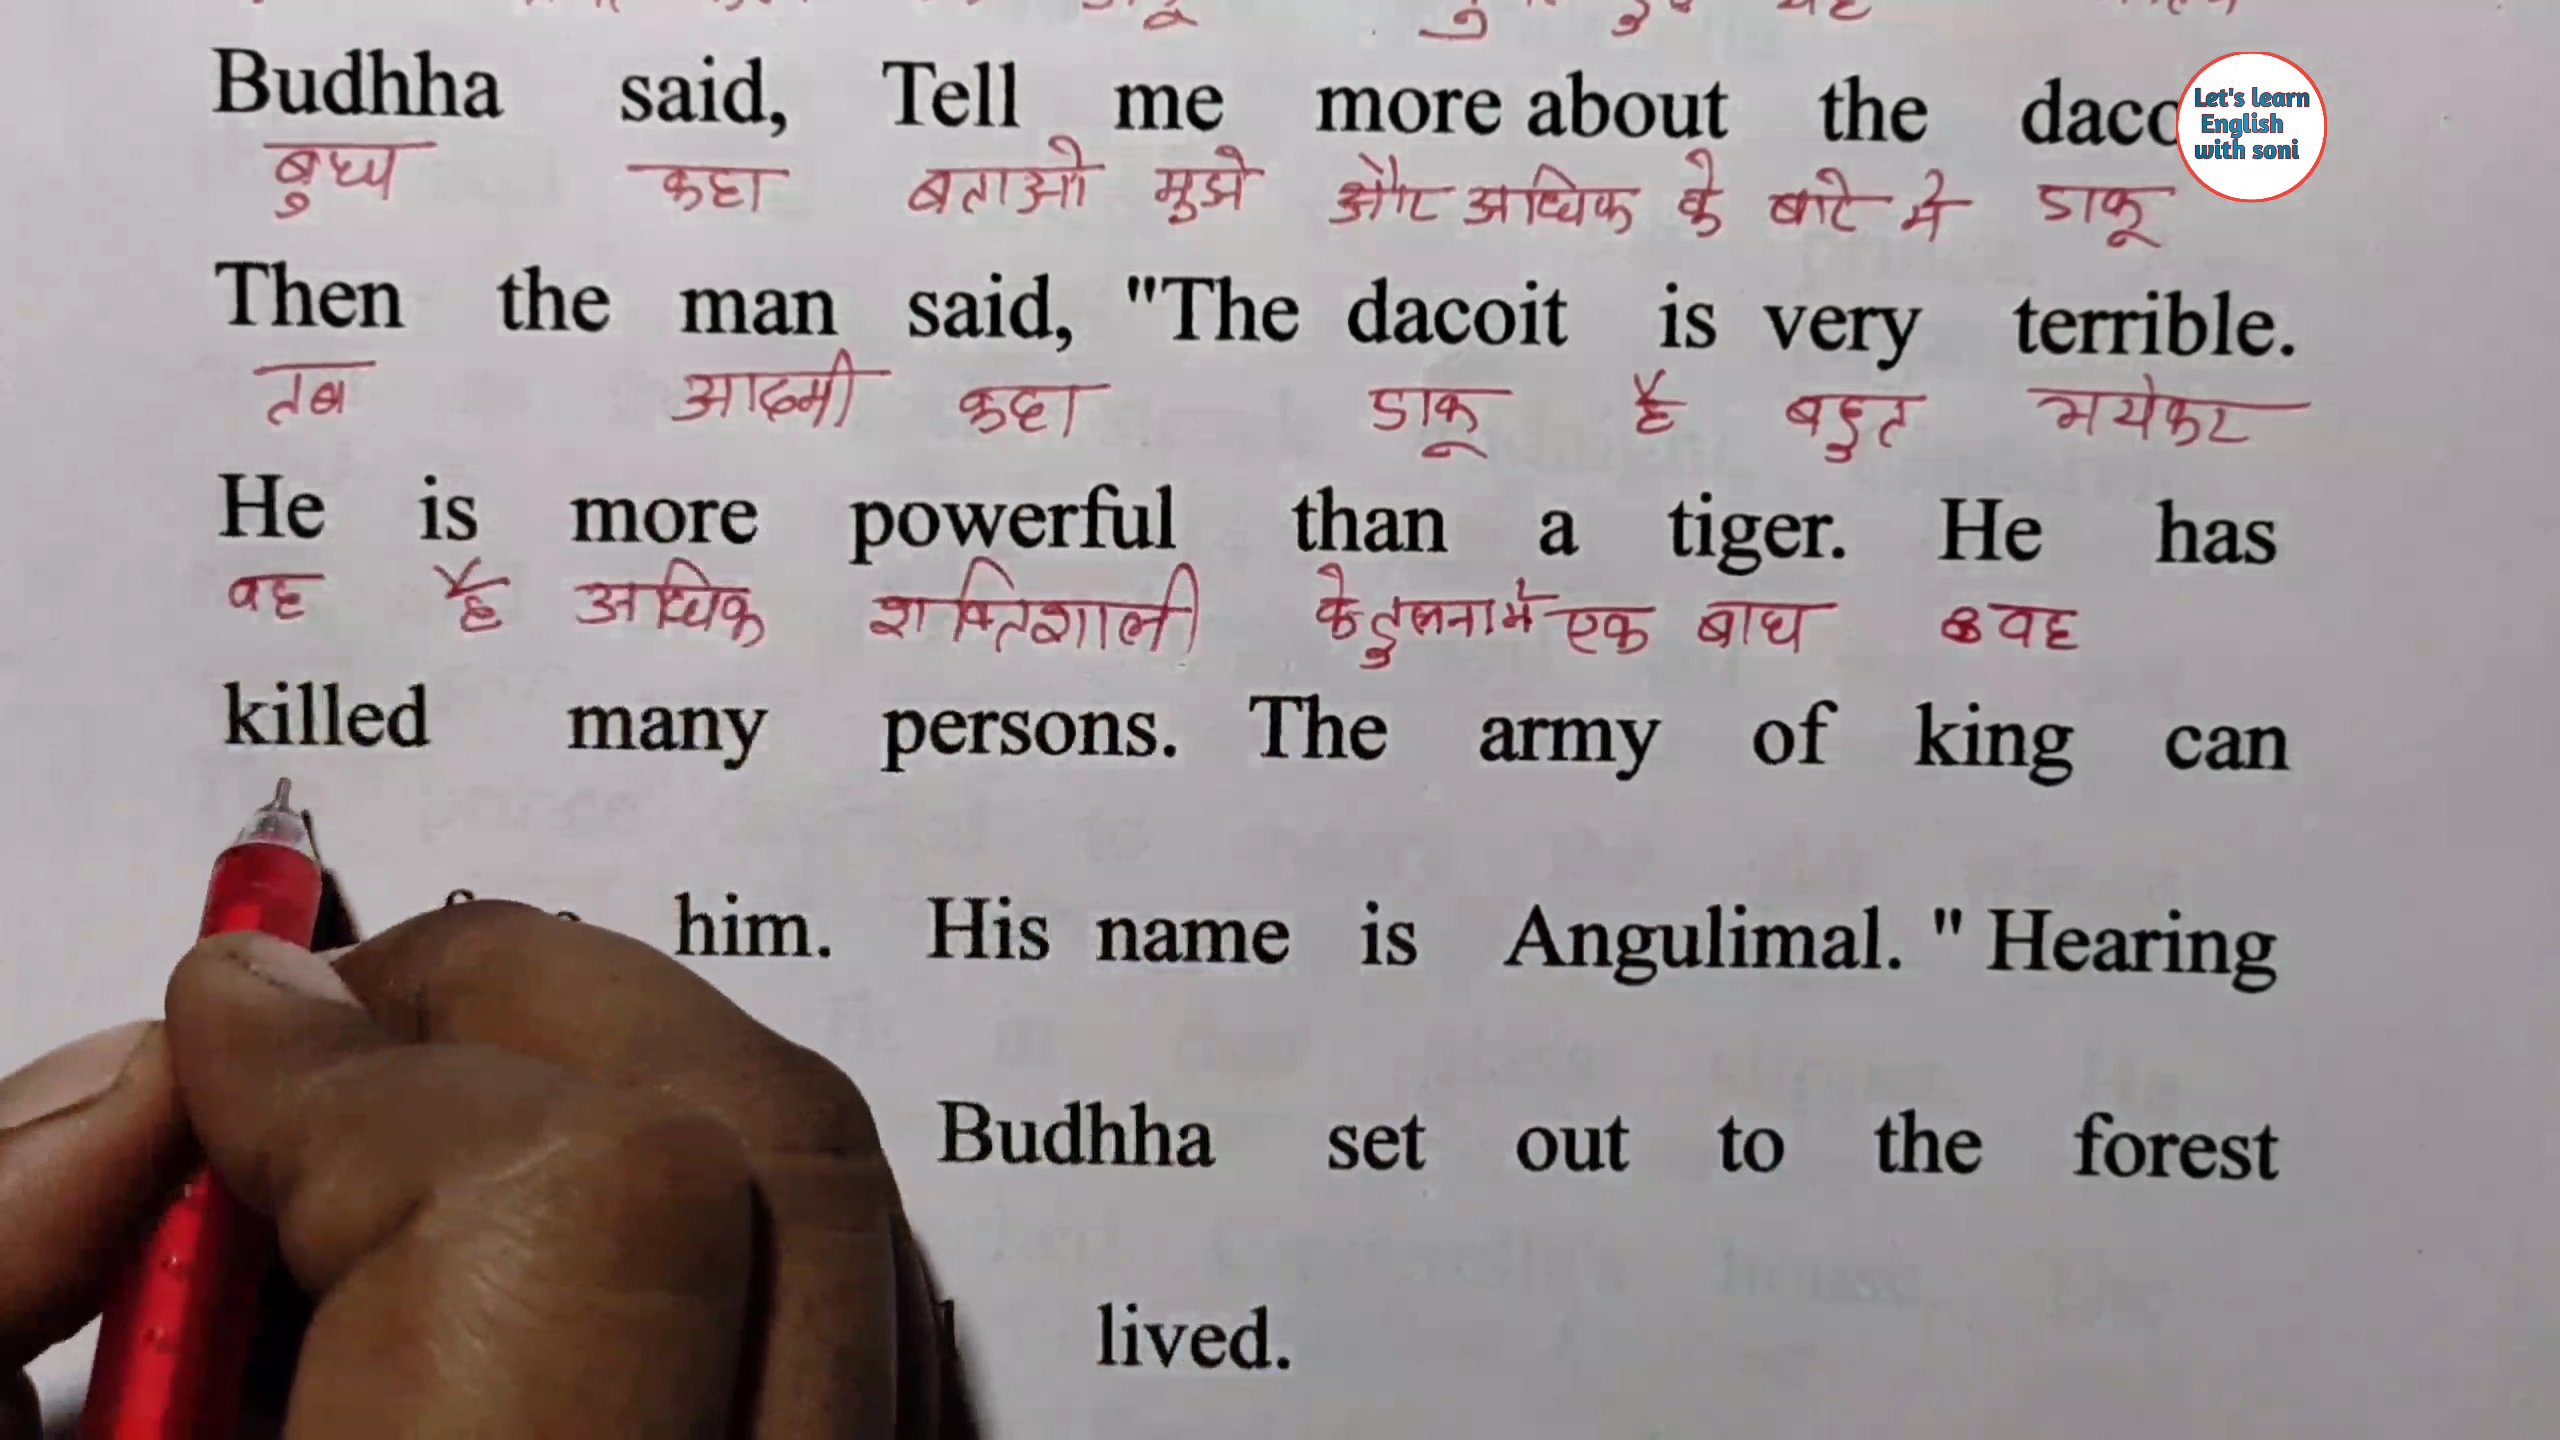 Budhha said, Tell me more about the
बुध्ध कहा बताओ मुझे और अधिक के बारे मे डाकू
Let's learn
English
with soni
Then the man said, "The dacoit is very terrible.
तब आदमी कहा डाकू है बहुत भयंकर
He is more powerful than a tiger. He has
वह है अधिक शक्तिशाली के तुलना मे एक बाघ वह
killed many persons. The army of king can
him. His name is Angulimal. " Hearing
Budhha set out to the forest
lived.